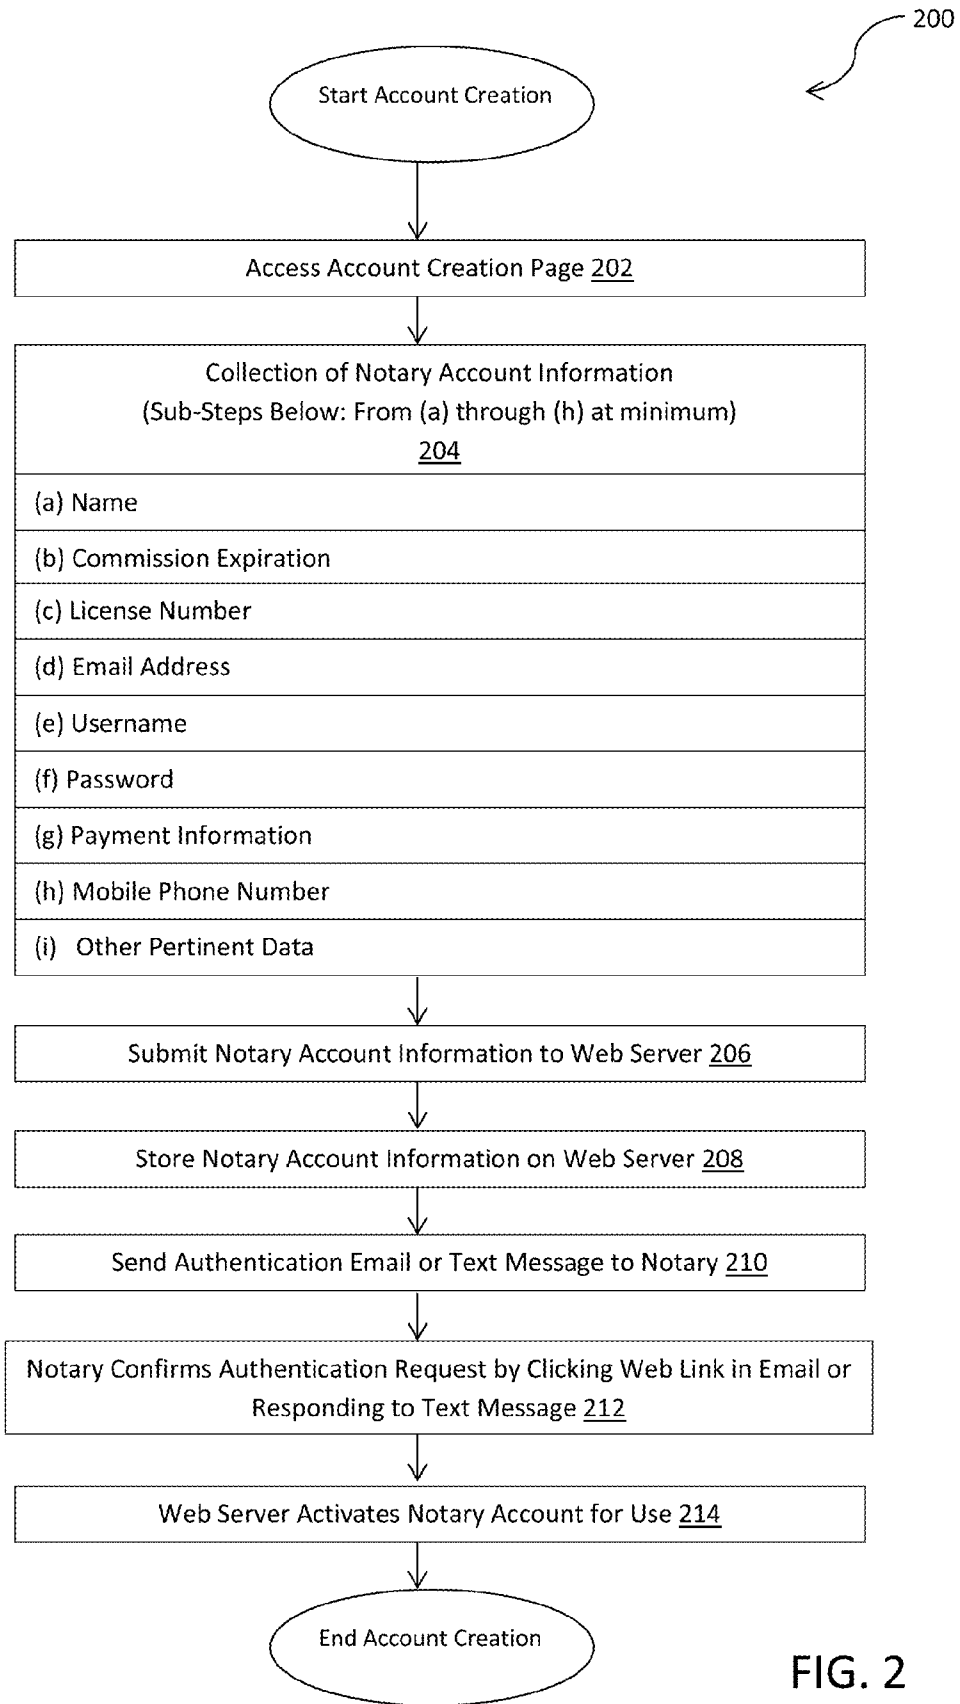 200
Start Account Creation
Access Account Creation Page 202
Collection of Notary Account Information
(Sub-Steps Below: From (a) through (h) at minimum)
204
(a) Name
(b) Commission Expiration
(c) License Number
(d) Email Address
(e) Username
(f) Password
(g) Payment Information
(h) Mobile Phone Number
(i) Other Pertinent Data
Submit Notary Account Information to Web Server 206
Store Notary Account Information on Web Server 208
Send Authentication Email or Text Message to Notary 210
Notary Confirms Authentication Request by Clicking Web Link in Email or
Responding to Text Message 212
Web Server Activates Notary Account for Use 214
End Account Creation
FIG. 2